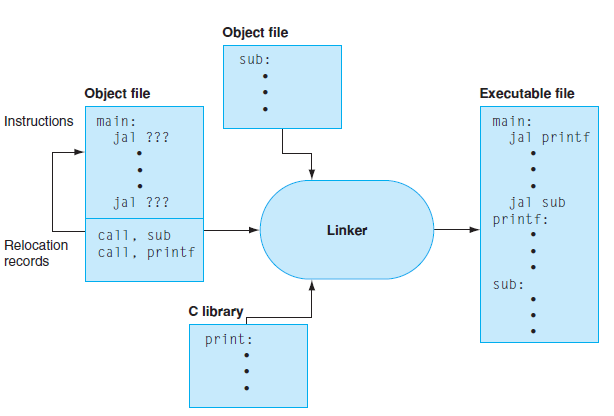 Object file
sub:
Object file
Instructions
main:
jal ???
jal ???
Relocation
records
call, sub
call, printf
Linker
C library
print:
Executable file
main:
jal printf
jal sub
printf:
sub: